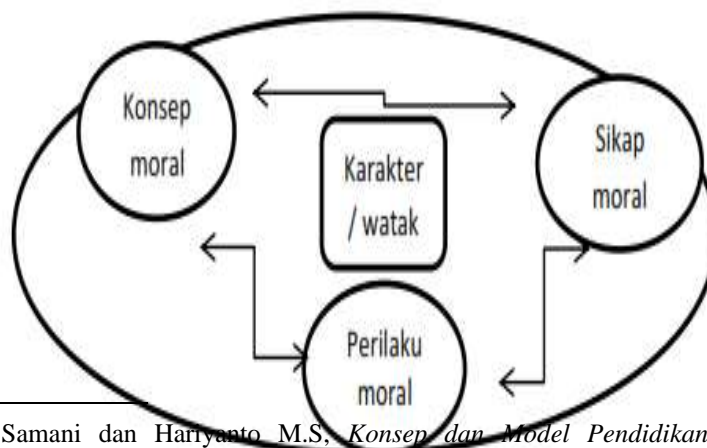 Konsep
moral
Sikap
moral
Karakter
/ watak
Perilaku
moral
Samani dan Hariyanto M.S, Konsep dan Model Pendidikan